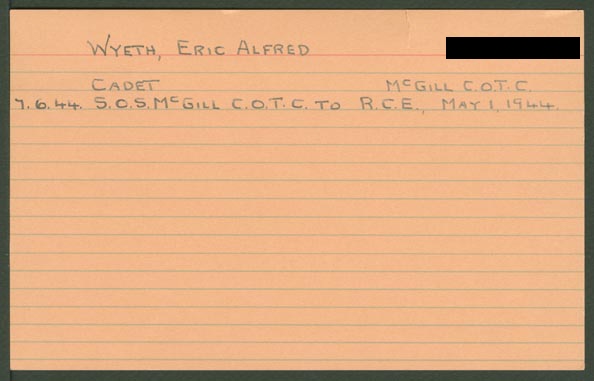 WYETH, ERIC ALFRED
CADET McGILL C.O.T.C.
7.6.44. S.O.S. McGILL C.O.T.C. TO R.C.E., MAY 1, 1944.